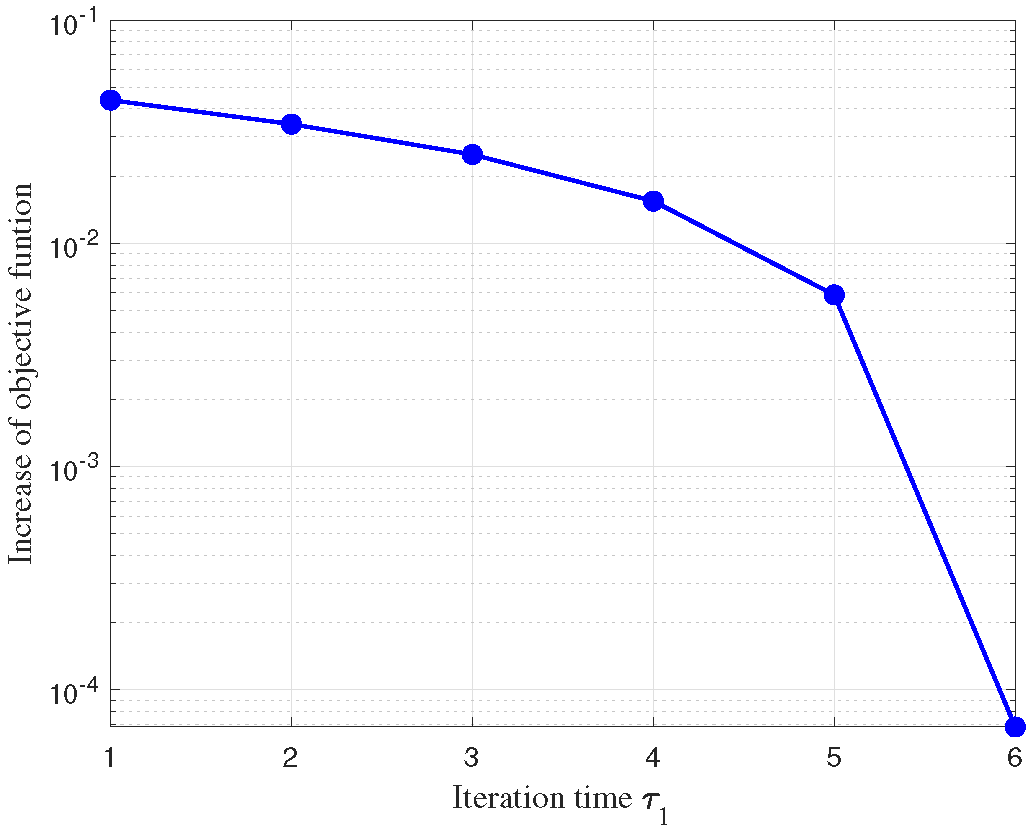 10-1
10-2
10-3
10-4
Increase of objective funtion
1 2 3 4 5 6
Iteration time τ1